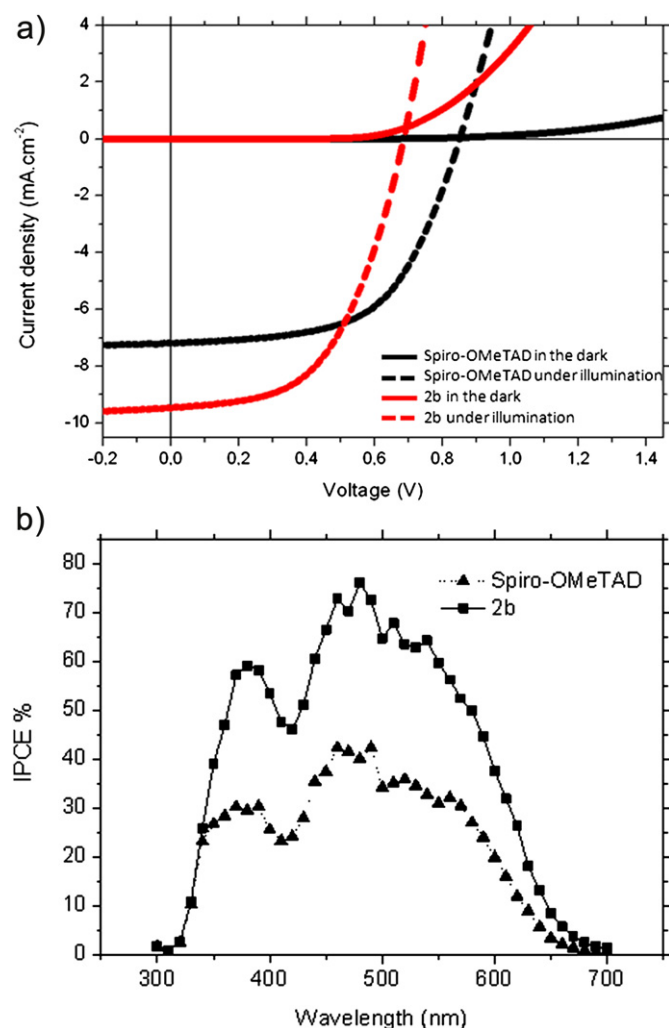 a)
4
2
0
-2
-4
-6
-8
-10
Current density (mA.cm⁻²)
Spiro-OMeTAD in the dark
Spiro-OMeTAD under illumination
2b in the dark
2b under illumination
-0.2 0.0 0.2 0.4 0.6 0.8 1.0 1.2 1.4
Voltage (V)
b)
80
70
60
50
40
30
20
10
0
IPCE %
Spiro-OMeTAD
2b
300 400 500 600 700
Wavelength (nm)